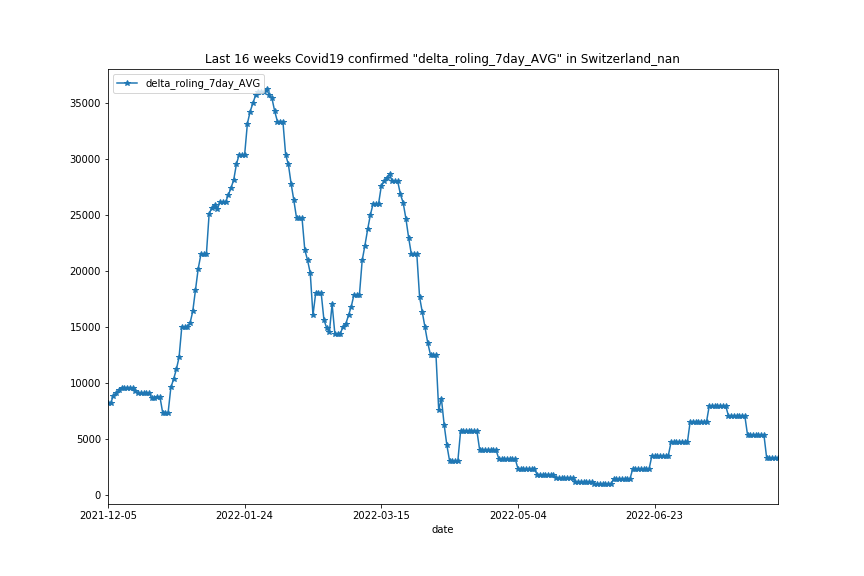 Last 16 weeks Covid19 confirmed "delta_roling_7day_AVG" in Switzerland_nan
delta_roling_7day_AVG
35000
30000
25000
20000
15000
10000
5000
0
2021-12-05 2022-01-24 2022-03-15 2022-05-04 2022-06-23
date